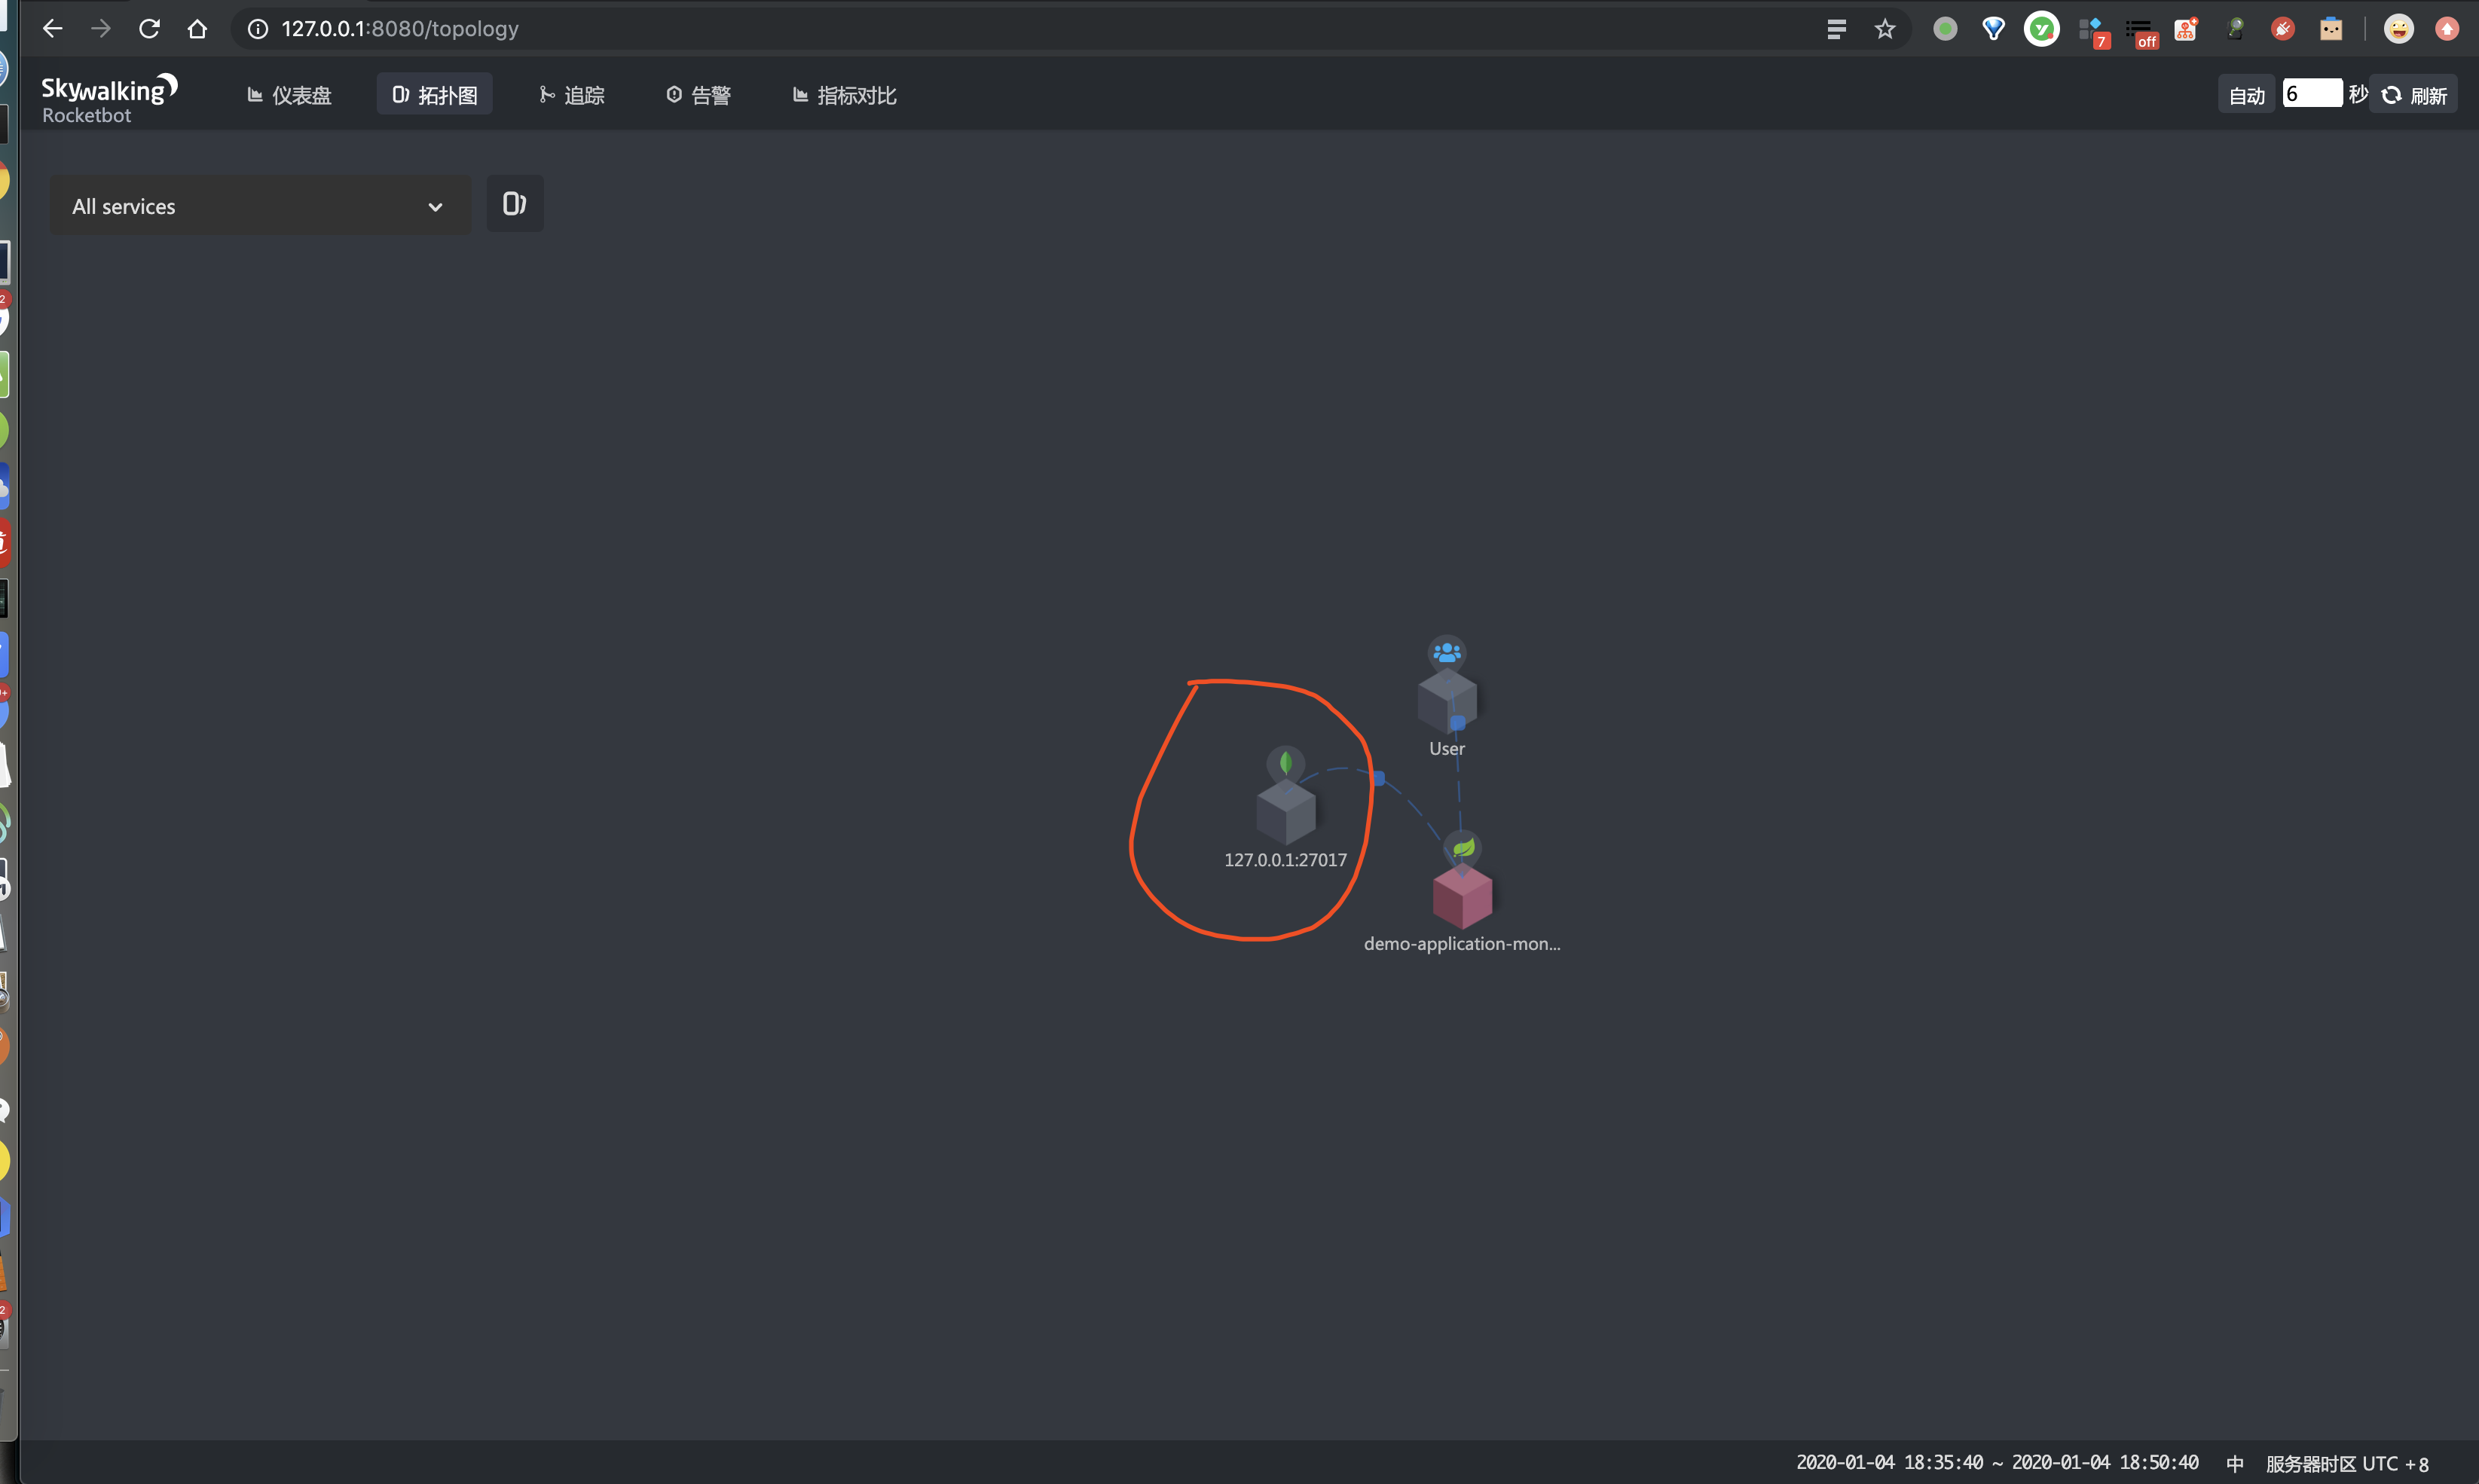 127.0.0.1:8080/topology
7
off
Skywalking
Rocketbot
仪表盘
拓扑图
追踪
告警
指标对比
自动
6
秒
刷新
All services
User
127.0.0.1:27017
demo-application-mon...
2020-01-04 18:35:40 ~ 2020-01-04 18:50:40
中
服务器时区 UTC +8